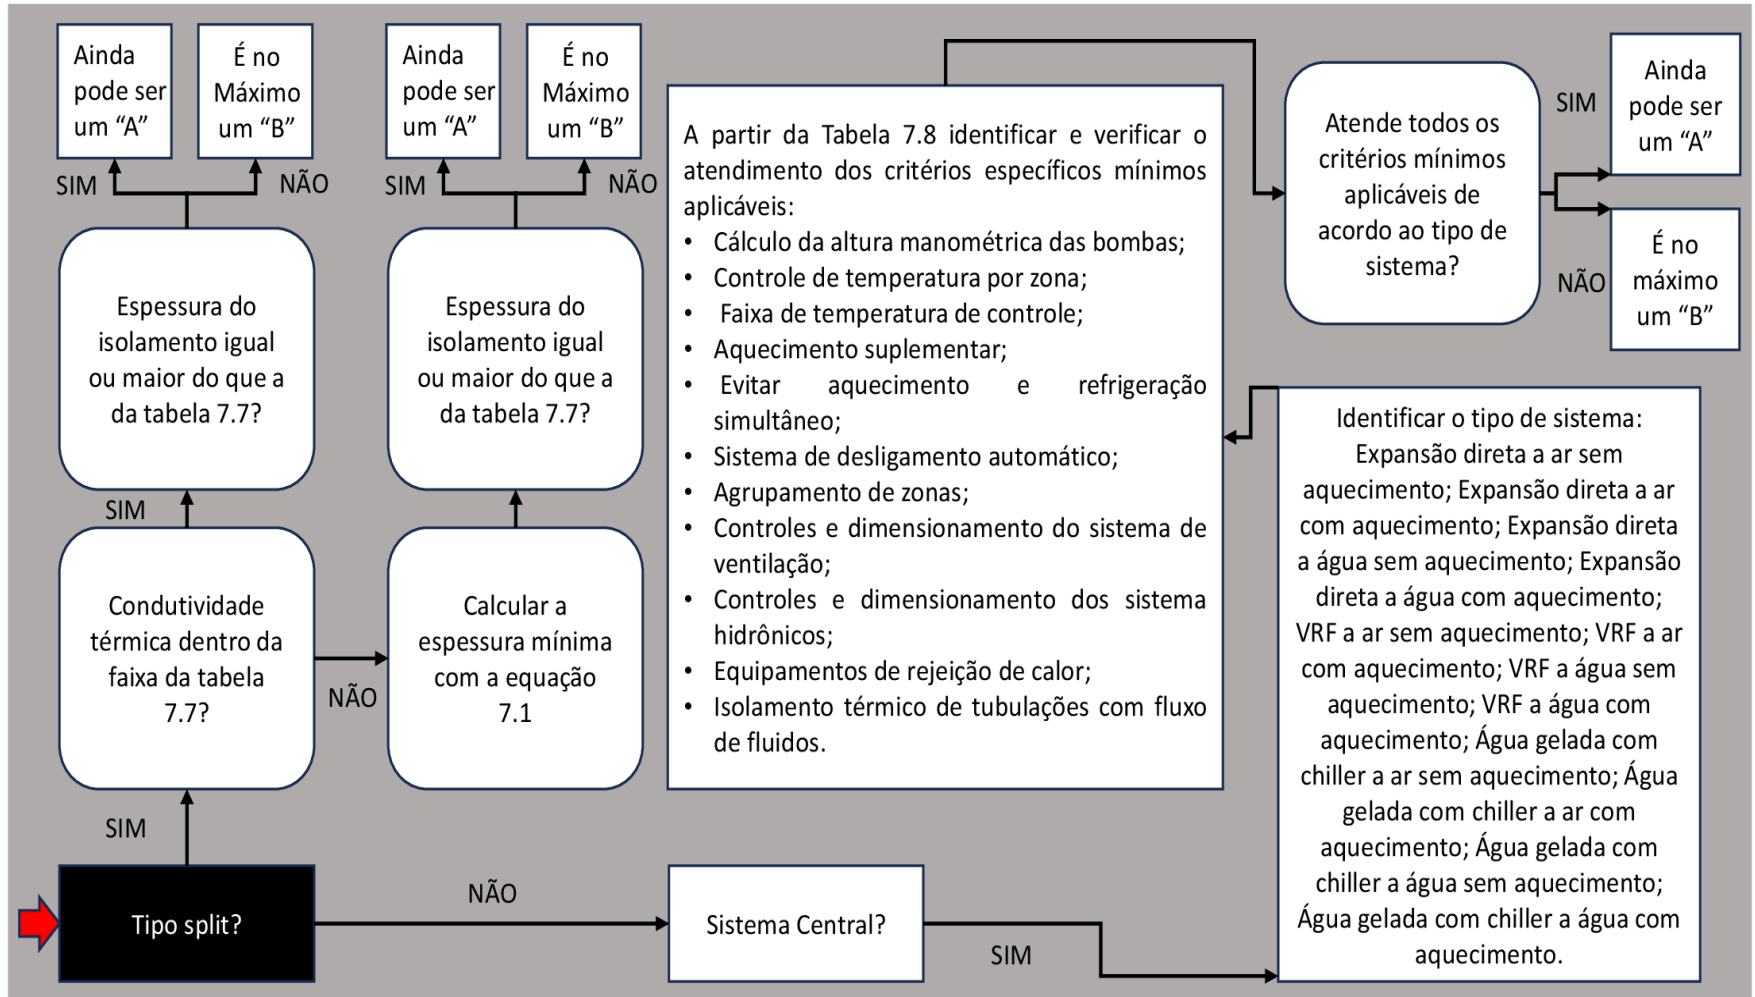 Ainda
pode ser
um “A”
É no
Máximo
um “B”
SIM
NÃO
Espessura do
isolamento igual
ou maior do que a
da tabela 7.7?
SIM
Condutividade
térmica dentro da
faixa da tabela
7.7?
SIM
Tipo split?
Ainda
pode ser
um “A”
É no
Máximo
um “B”
SIM
NÃO
Espessura do
isolamento igual
ou maior do que a
da tabela 7.7?
NÃO
Calcular a
espessura mínima
com a equação
7.1
NÃO
Sistema Central?
SIM
A partir da Tabela 7.8 identificar e verificar o
atendimento dos critérios específicos mínimos
aplicáveis:
• Cálculo da altura manométrica das bombas;
• Controle de temperatura por zona;
• Faixa de temperatura de controle;
• Aquecimento suplementar;
• Evitar aquecimento e refrigeração
simultâneo;
• Sistema de desligamento automático;
• Agrupamento de zonas;
• Controles e dimensionamento do sistema de
ventilação;
• Controles e dimensionamento dos sistema
hidrônicos;
• Equipamentos de rejeição de calor;
• Isolamento térmico de tubulações com fluxo
de fluidos.
Atende todos os
critérios mínimos
aplicáveis de
acordo ao tipo de
sistema?
SIM
NÃO
Ainda
pode ser
um “A”
É no
máximo
um “B”
Identificar o tipo de sistema:
Expansão direta a ar sem
aquecimento; Expansão direta a ar
com aquecimento; Expansão direta
a água sem aquecimento; Expansão
direta a água com aquecimento;
VRF a ar sem aquecimento; VRF a ar
com aquecimento; VRF a água sem
aquecimento; VRF a água com
aquecimento; Água gelada com
chiller a ar sem aquecimento; Água
gelada com chiller a ar com
aquecimento; Água gelada com
chiller a água sem aquecimento;
Água gelada com chiller a água com
aquecimento.